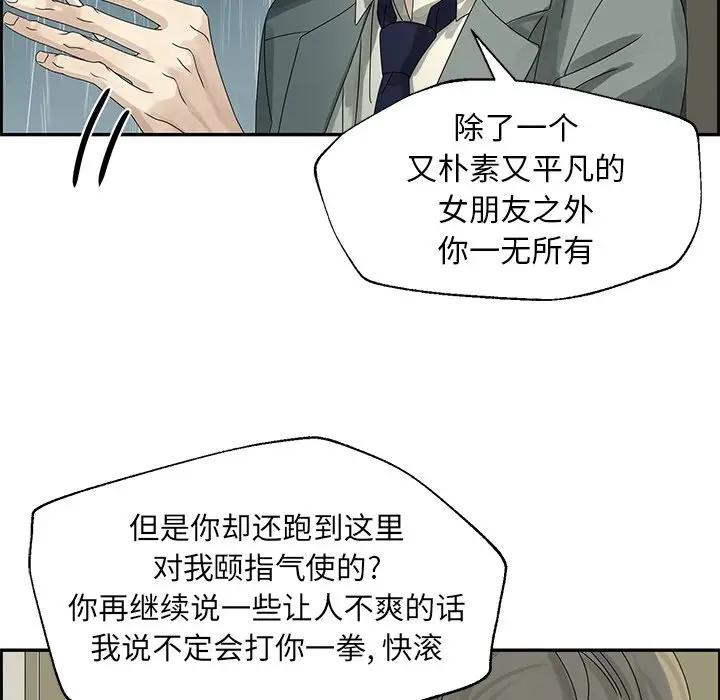 除了一个
又朴素又平凡的
女朋友之外
你一无所有
但是你却还跑到这里
对我颐指气使的?
你再继续说一些让人不爽的话
我说不定会打你一拳, 快滚